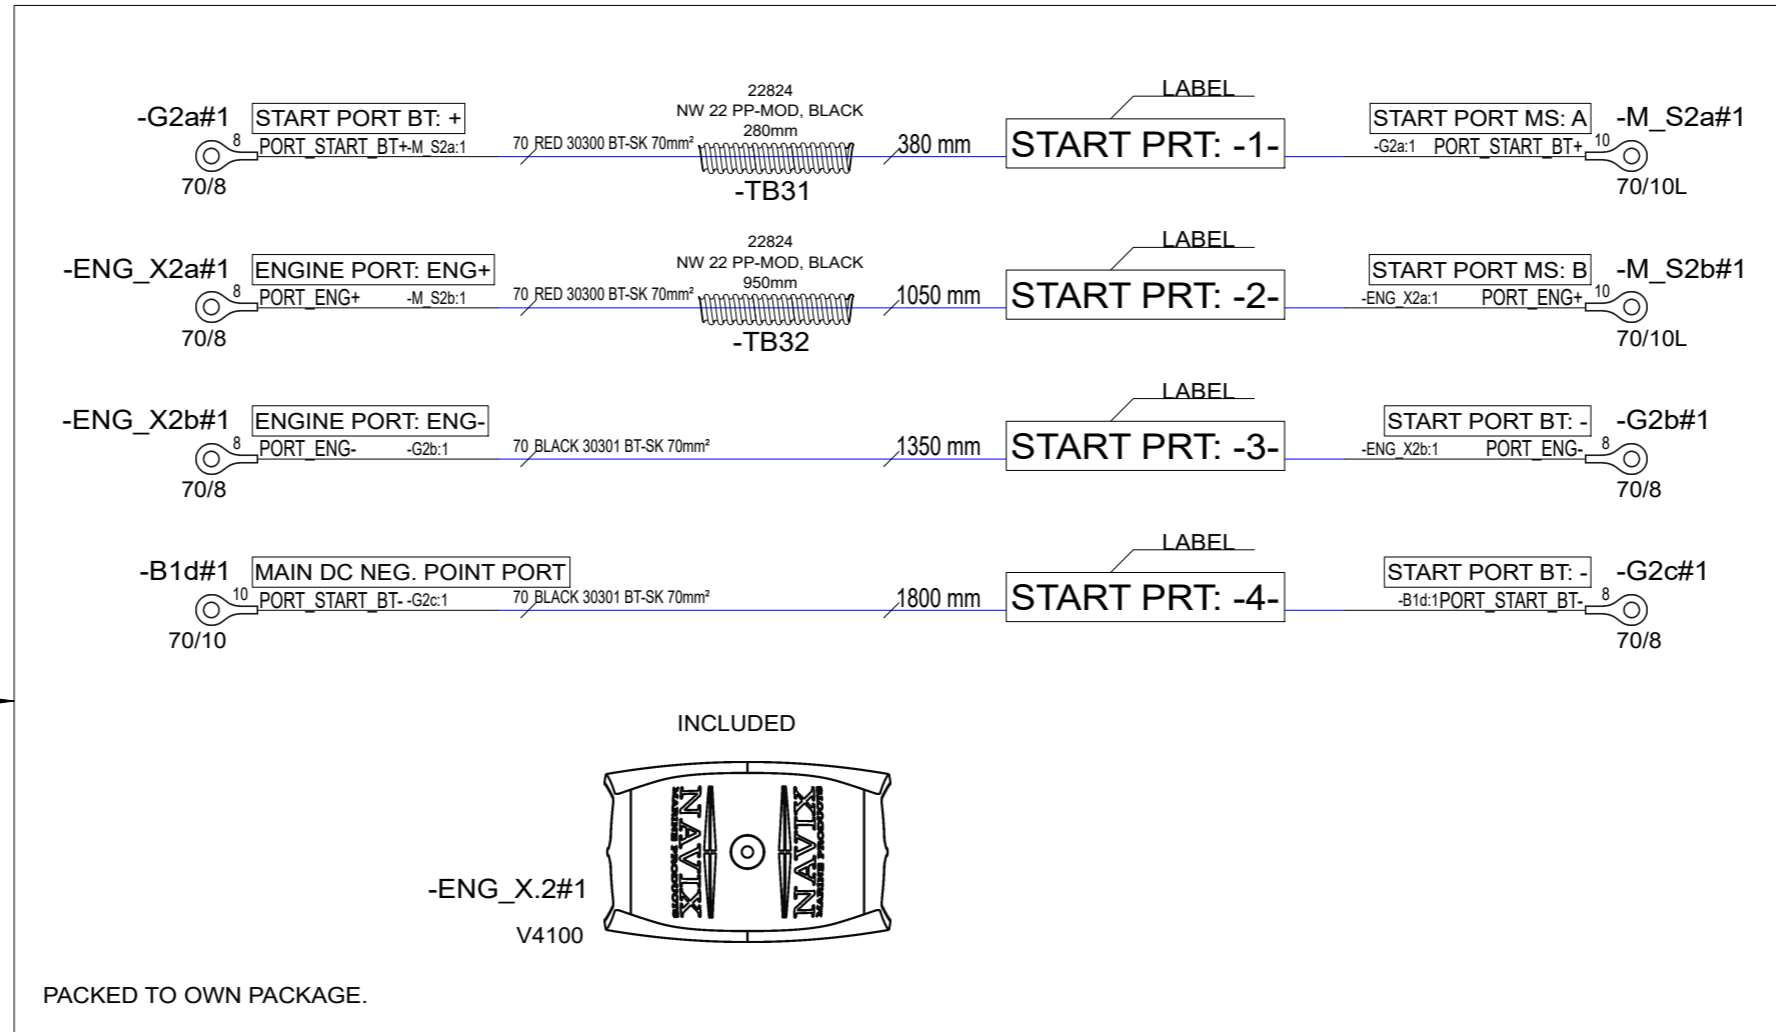 LABEL
22824
NW 22 PP-MOD, BLACK
280mm
-G2a#1 START PORT BT: + START PORT MS: A -M_S2a#1
8 PORT_START_BT+-M_S2a:1 70 RED 30300 BT-SK 70mm² 380 mm START PRT: -1- -G2a:1 PORT_START_BT+ 10
70/8 -TB31 70/10L
LABEL
22824
NW 22 PP-MOD, BLACK
950mm
-ENG_X2a#1 ENGINE PORT: ENG+ START PORT MS: B -M_S2b#1
8 PORT_ENG+ -M_S2b:1 70 RED 30300 BT-SK 70mm² 1050 mm START PRT: -2- -ENG_X2a:1 PORT_ENG+ 10
70/8 -TB32 70/10L
LABEL
-ENG_X2b#1 ENGINE PORT: ENG- START PORT BT: - -G2b#1
8 PORT_ENG- -G2b:1 70 BLACK 30301 BT-SK 70mm² 1350 mm START PRT: -3- -ENG_X2b:1 PORT_ENG- 8
70/8 70/8
LABEL
-B1d#1 MAIN DC NEG. POINT PORT START PORT BT: - -G2c#1
10 PORT_START_BT- -G2c:1 70 BLACK 30301 BT-SK 70mm² 1800 mm START PRT: -4- -B1d:1 PORT_START_BT- 8
70/10 70/8
INCLUDED
NAVIX
MARINE PRODUCTS
NAVIX
MARINE PRODUCTS
-ENG_X.2#1
V4100
PACKED TO OWN PACKAGE.